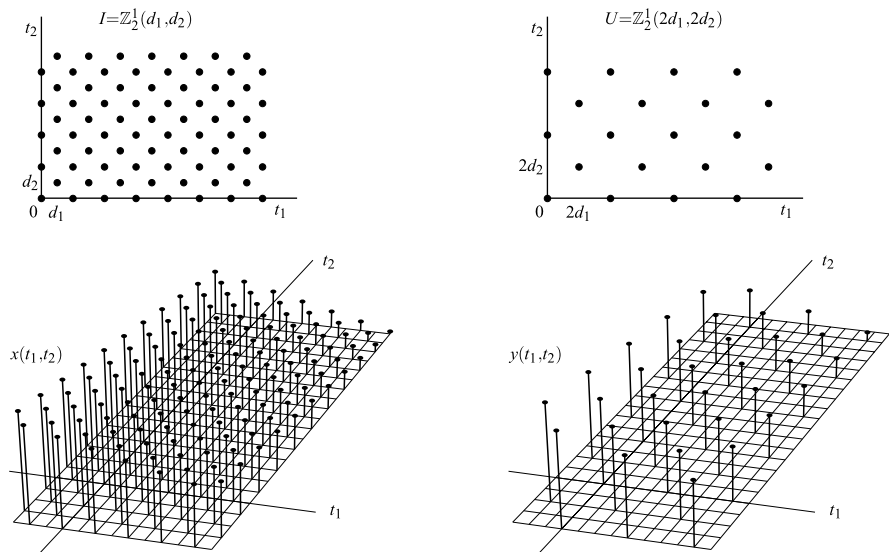 t₂
I=ℤ₂¹(d₁,d₂)
d₂
0
d₁
t₁
t₂
U=ℤ₂¹(2d₁,2d₂)
2d₂
0
2d₁
t₁
t₂
x(t₁,t₂)
t₁
t₂
y(t₁,t₂)
t₁